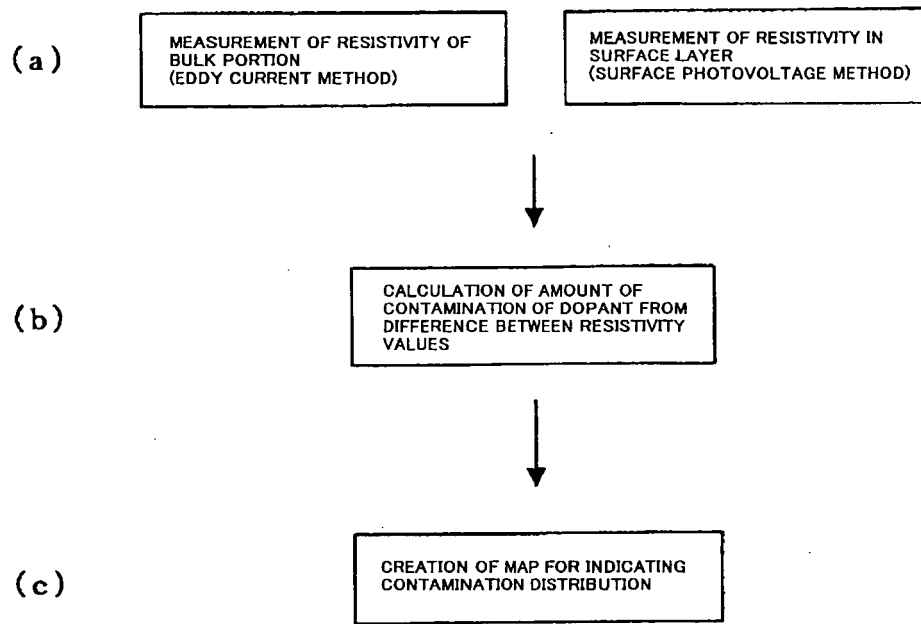 (a)
MEASUREMENT OF RESISTIVITY OF
BULK PORTION
(EDDY CURRENT METHOD)
MEASUREMENT OF RESISTIVITY IN
SURFACE LAYER
(SURFACE PHOTOVOLTAGE METHOD)
(b)
CALCULATION OF AMOUNT OF
CONTAMINATION OF DOPANT FROM
DIFFERENCE BETWEEN RESISTIVITY
VALUES
(c)
CREATION OF MAP FOR INDICATING
CONTAMINATION DISTRIBUTION